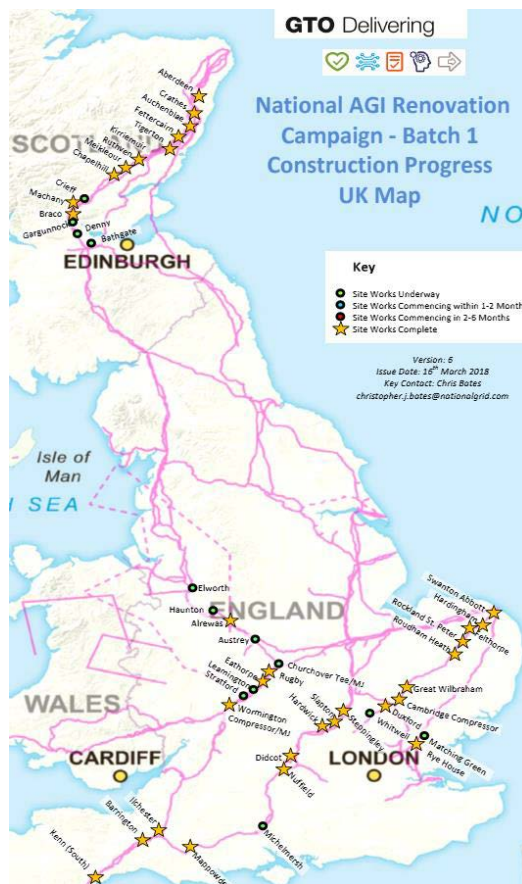 GTO Delivering
National AGI Renovation
Campaign - Batch 1
Construction Progress
UK Map
Aberdeen
Crathes
Auchenblae
Fettercairn
Tigerton
SCOTLAND
Kirriemuir
Ruthven
Meikleour
Chapelhill
Crieff
Machany
Braco
Gargunnock
Denny
Bathgate
EDINBURGH
NO
Key
Site Works Underway
Site Works Commencing within 1-2 Month
Site Works Commencing in 2-6 Months
Site Works Complete
Version: 6
Issue Date: 16th March 2018
Key Contact: Chris Bates
christopher.j.bates@nationalgrid.com
Isle of
Man
SEA
Elworth
Haunton
ENGLAND
Alrewas
Austrey
Swanton Abbott
Hardingham
Rockland St. Peter
Roudham Heath
Churchover Tee/MJ
Eathorpe
Rugby
Leamington
Stratford
WALES
Wormington
Compressor/MJ
Great Wilbraham
Cambridge Compressor
Duxford
Whitwell
Slapton
Steppingley
Hardwick
Matching Green
Rye House
Didcot
Nuffield
CARDIFF
LONDON
Ilchester
Barrington
Kenn (South)
Mappowder
Michelmersh